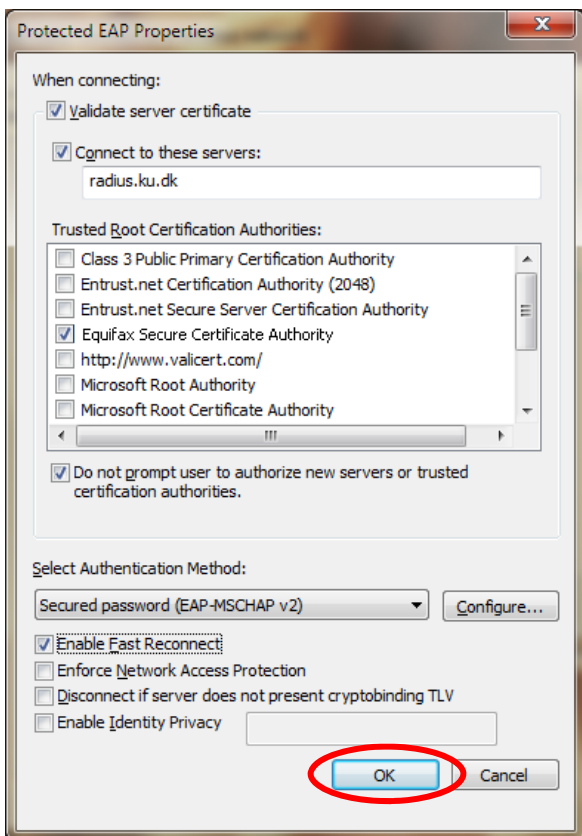 Protected EAP Properties
When connecting:
Validate server certificate
Connect to these servers:
radius.ku.dk
Trusted Root Certification Authorities:
Class 3 Public Primary Certification Authority
Entrust.net Certification Authority (2048)
Entrust.net Secure Server Certification Authority
Equifax Secure Certificate Authority
http://www.valicert.com/
Microsoft Root Authority
Microsoft Root Certificate Authority
Do not prompt user to authorize new servers or trusted
certification authorities.
Select Authentication Method:
Secured password (EAP-MSCHAP v2)
Configure...
Enable Fast Reconnect
Enforce Network Access Protection
Disconnect if server does not present cryptobinding TLV
Enable Identity Privacy
OK
Cancel